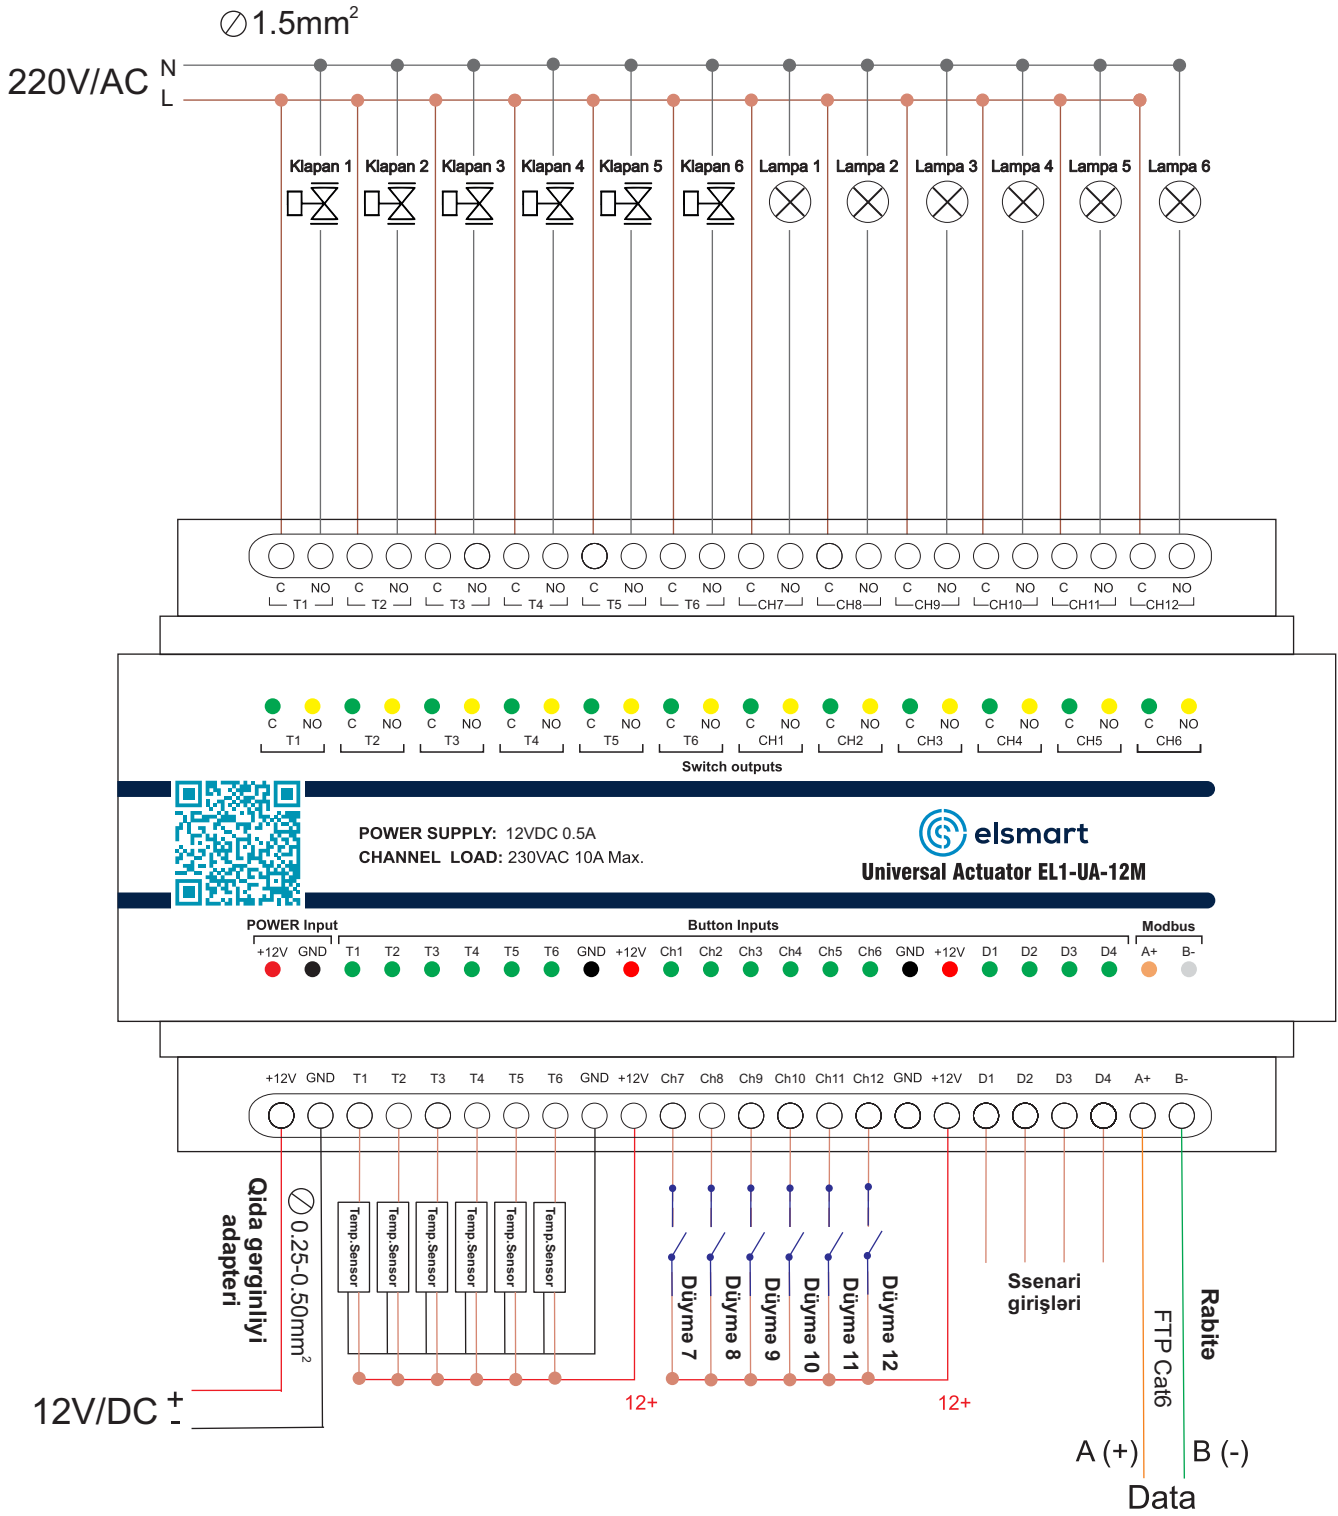 1.5mm²
220V/AC N
L
Klapan 1 Klapan 2 Klapan 3 Klapan 4 Klapan 5 Klapan 6 Lampa 1 Lampa 2 Lampa 3 Lampa 4 Lampa 5 Lampa 6
C NO C NO C NO C NO C NO C NO C NO C NO C NO C NO C NO C NO
T1 T2 T3 T4 T5 T6 CH7 CH8 CH9 CH10 CH11 CH12
C NO C NO C NO C NO C NO C NO C NO C NO C NO C NO C NO C NO
T1 T2 T3 T4 T5 T6 CH1 CH2 CH3 CH4 CH5 CH6
Switch outputs
POWER SUPPLY: 12VDC 0.5A
CHANNEL LOAD: 230VAC 10A Max.
elsmart
Universal Actuator EL1-UA-12M
POWER Input Button Inputs Modbus
+12V GND T1 T2 T3 T4 T5 T6 GND +12V Ch1 Ch2 Ch3 Ch4 Ch5 Ch6 GND +12V D1 D2 D3 D4 A+ B-
+12V GND T1 T2 T3 T4 T5 T6 GND +12V Ch7 Ch8 Ch9 Ch10 Ch11 Ch12 GND +12V D1 D2 D3 D4 A+ B-
Qida gərginliyi
adapteri
0.25-0.50mm²
Temp.Sensor
Temp.Sensor
Temp.Sensor
Temp.Sensor
Temp.Sensor
Temp.Sensor
Düymə 7
Düymə 8
Düymə 9
Düymə 10
Düymə 11
Düymə 12
Ssenari
girişləri
FTP Cat6
Rabitə
12+ 12+
12V/DC +
-
A (+) B (-)
Data